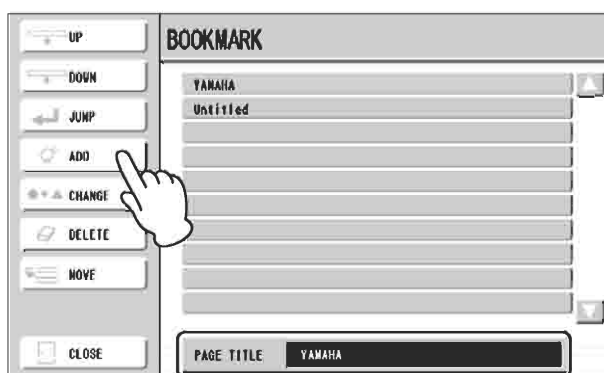 UP
DOWN
JUMP
ADD
CHANGE
DELETE
MOVE
CLOSE
BOOKMARK
YAMAHA
Untitled
PAGE TITLE YAMAHA